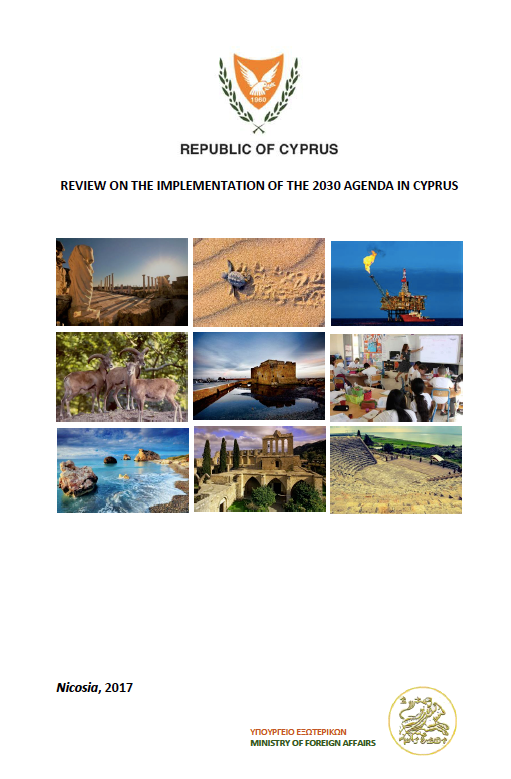 1960
REPUBLIC OF CYPRUS
REVIEW ON THE IMPLEMENTATION OF THE 2030 AGENDA IN CYPRUS
Nicosia, 2017
ΥΠΟΥΡΓΕΙΟ ΕΞΩΤΕΡΙΚΩΝ
MINISTRY OF FOREIGN AFFAIRS